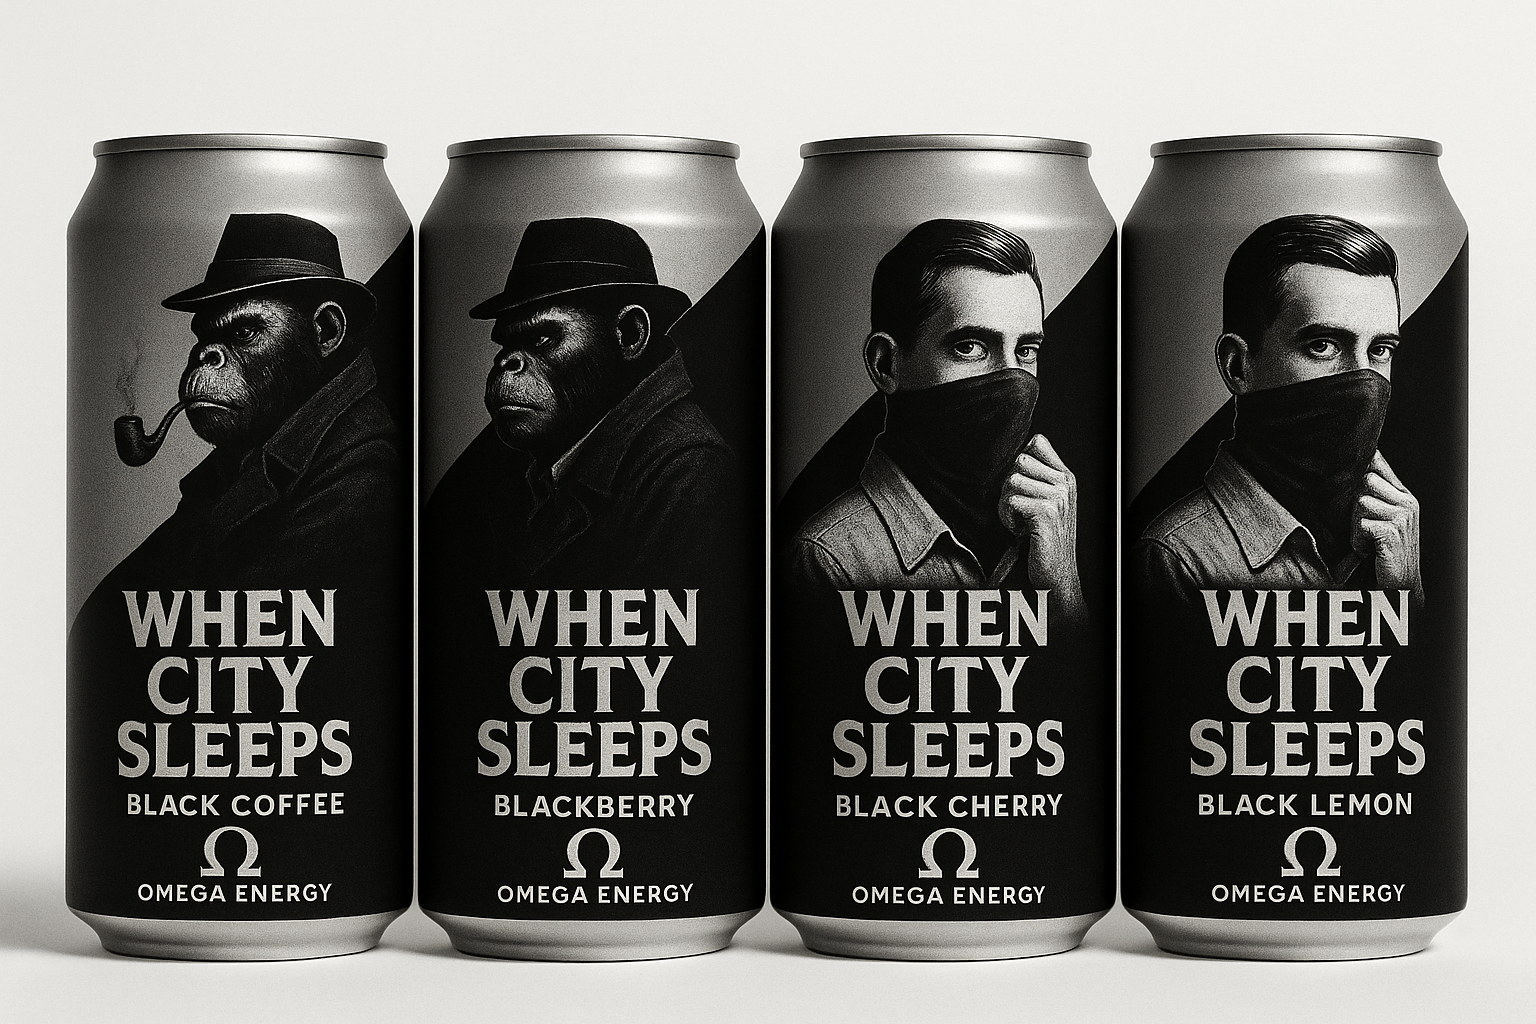 WHEN
CITY
SLEEPS
BLACK COFFEE
Ω
OMEGA ENERGY
WHEN
CITY
SLEEPS
BLACKBERRY
Ω
OMEGA ENERGY
WHEN
CITY
SLEEPS
BLACK CHERRY
Ω
OMEGA ENERGY
WHEN
CITY
SLEEPS
BLACK LEMON
Ω
OMEGA ENERGY